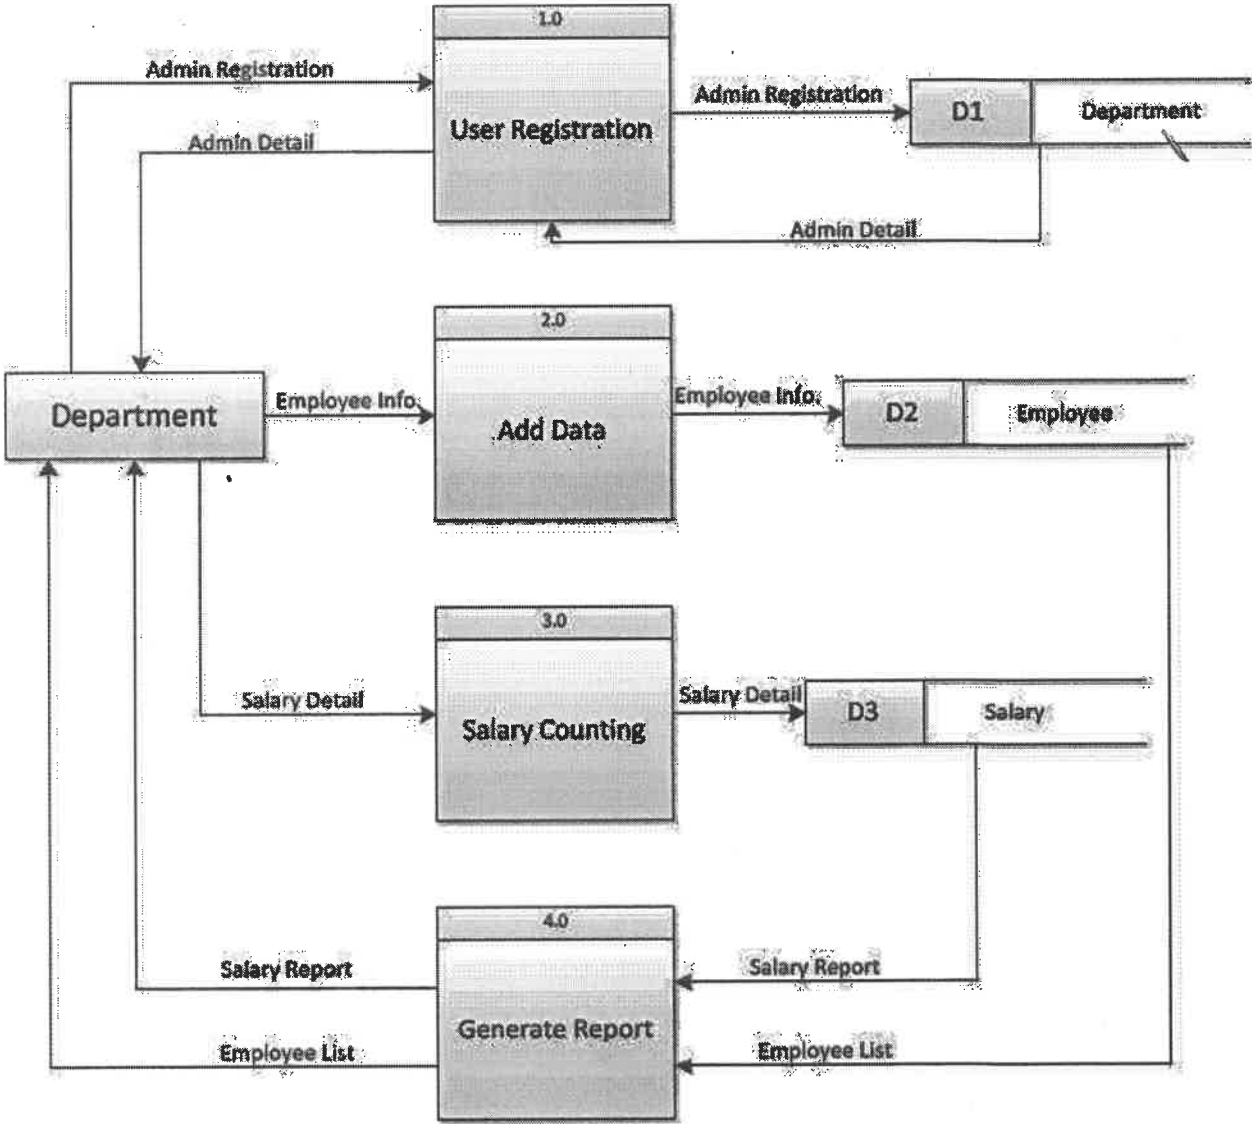 1.0
Admin Registration
User Registration
Admin Registration
D1
Department
Admin Detail
Admin Detail
2.0
Department
Employee Info.
Add Data
Employee Info.
D2
Employee
3.0
Salary Detail
Salary Counting
Salary Detail
D3
Salary
4.0
Salary Report
Salary Report
Generate Report
Employee List
Employee List